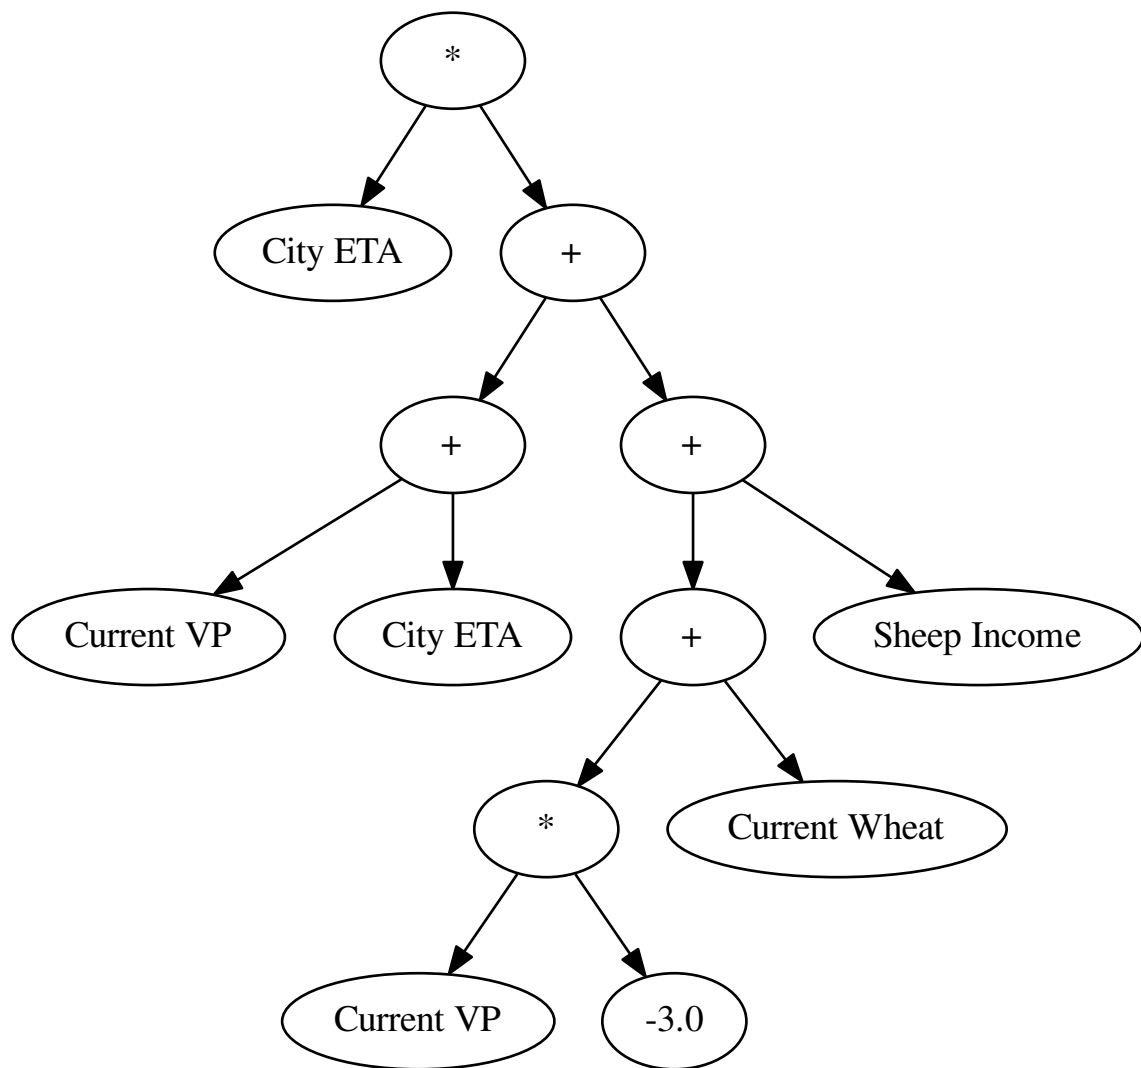 *
City ETA
+
+
+
Current VP
City ETA
+
Sheep Income
*
Current Wheat
Current VP
-3.0